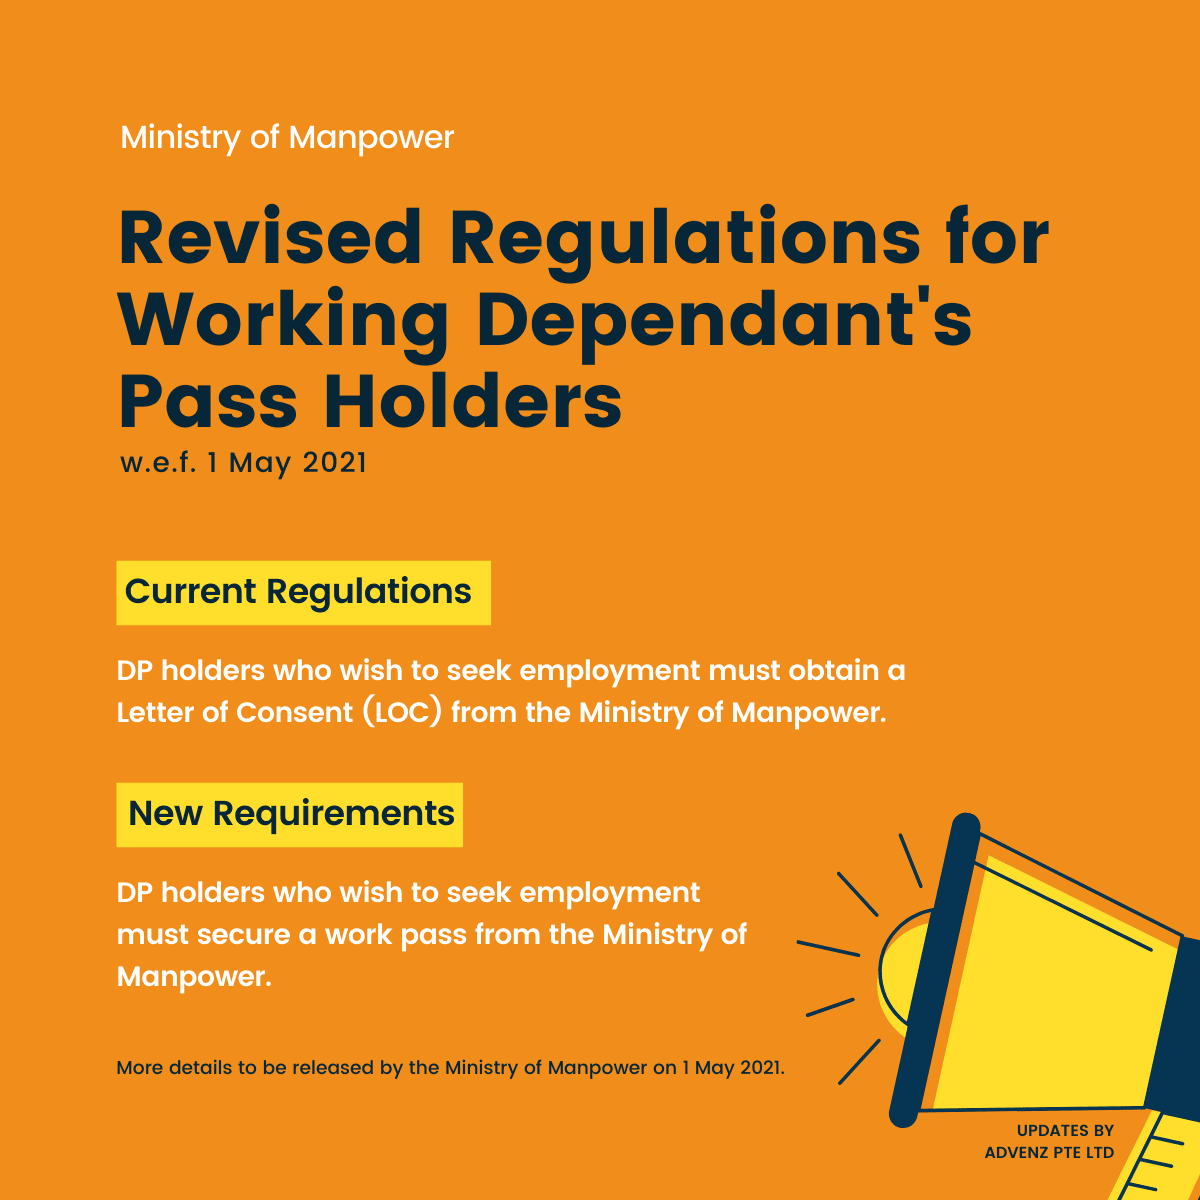 Ministry of Manpower
Revised Regulations for
Working Dependant's
Pass Holders
w.e.f. 1 May 2021
Current Regulations
DP holders who wish to seek employment must obtain a
Letter of Consent (LOC) from the Ministry of Manpower.
New Requirements
DP holders who wish to seek employment
must secure a work pass from the Ministry of
Manpower.
More details to be released by the Ministry of Manpower on 1 May 2021.
UPDATES BY
ADVENZ PTE LTD